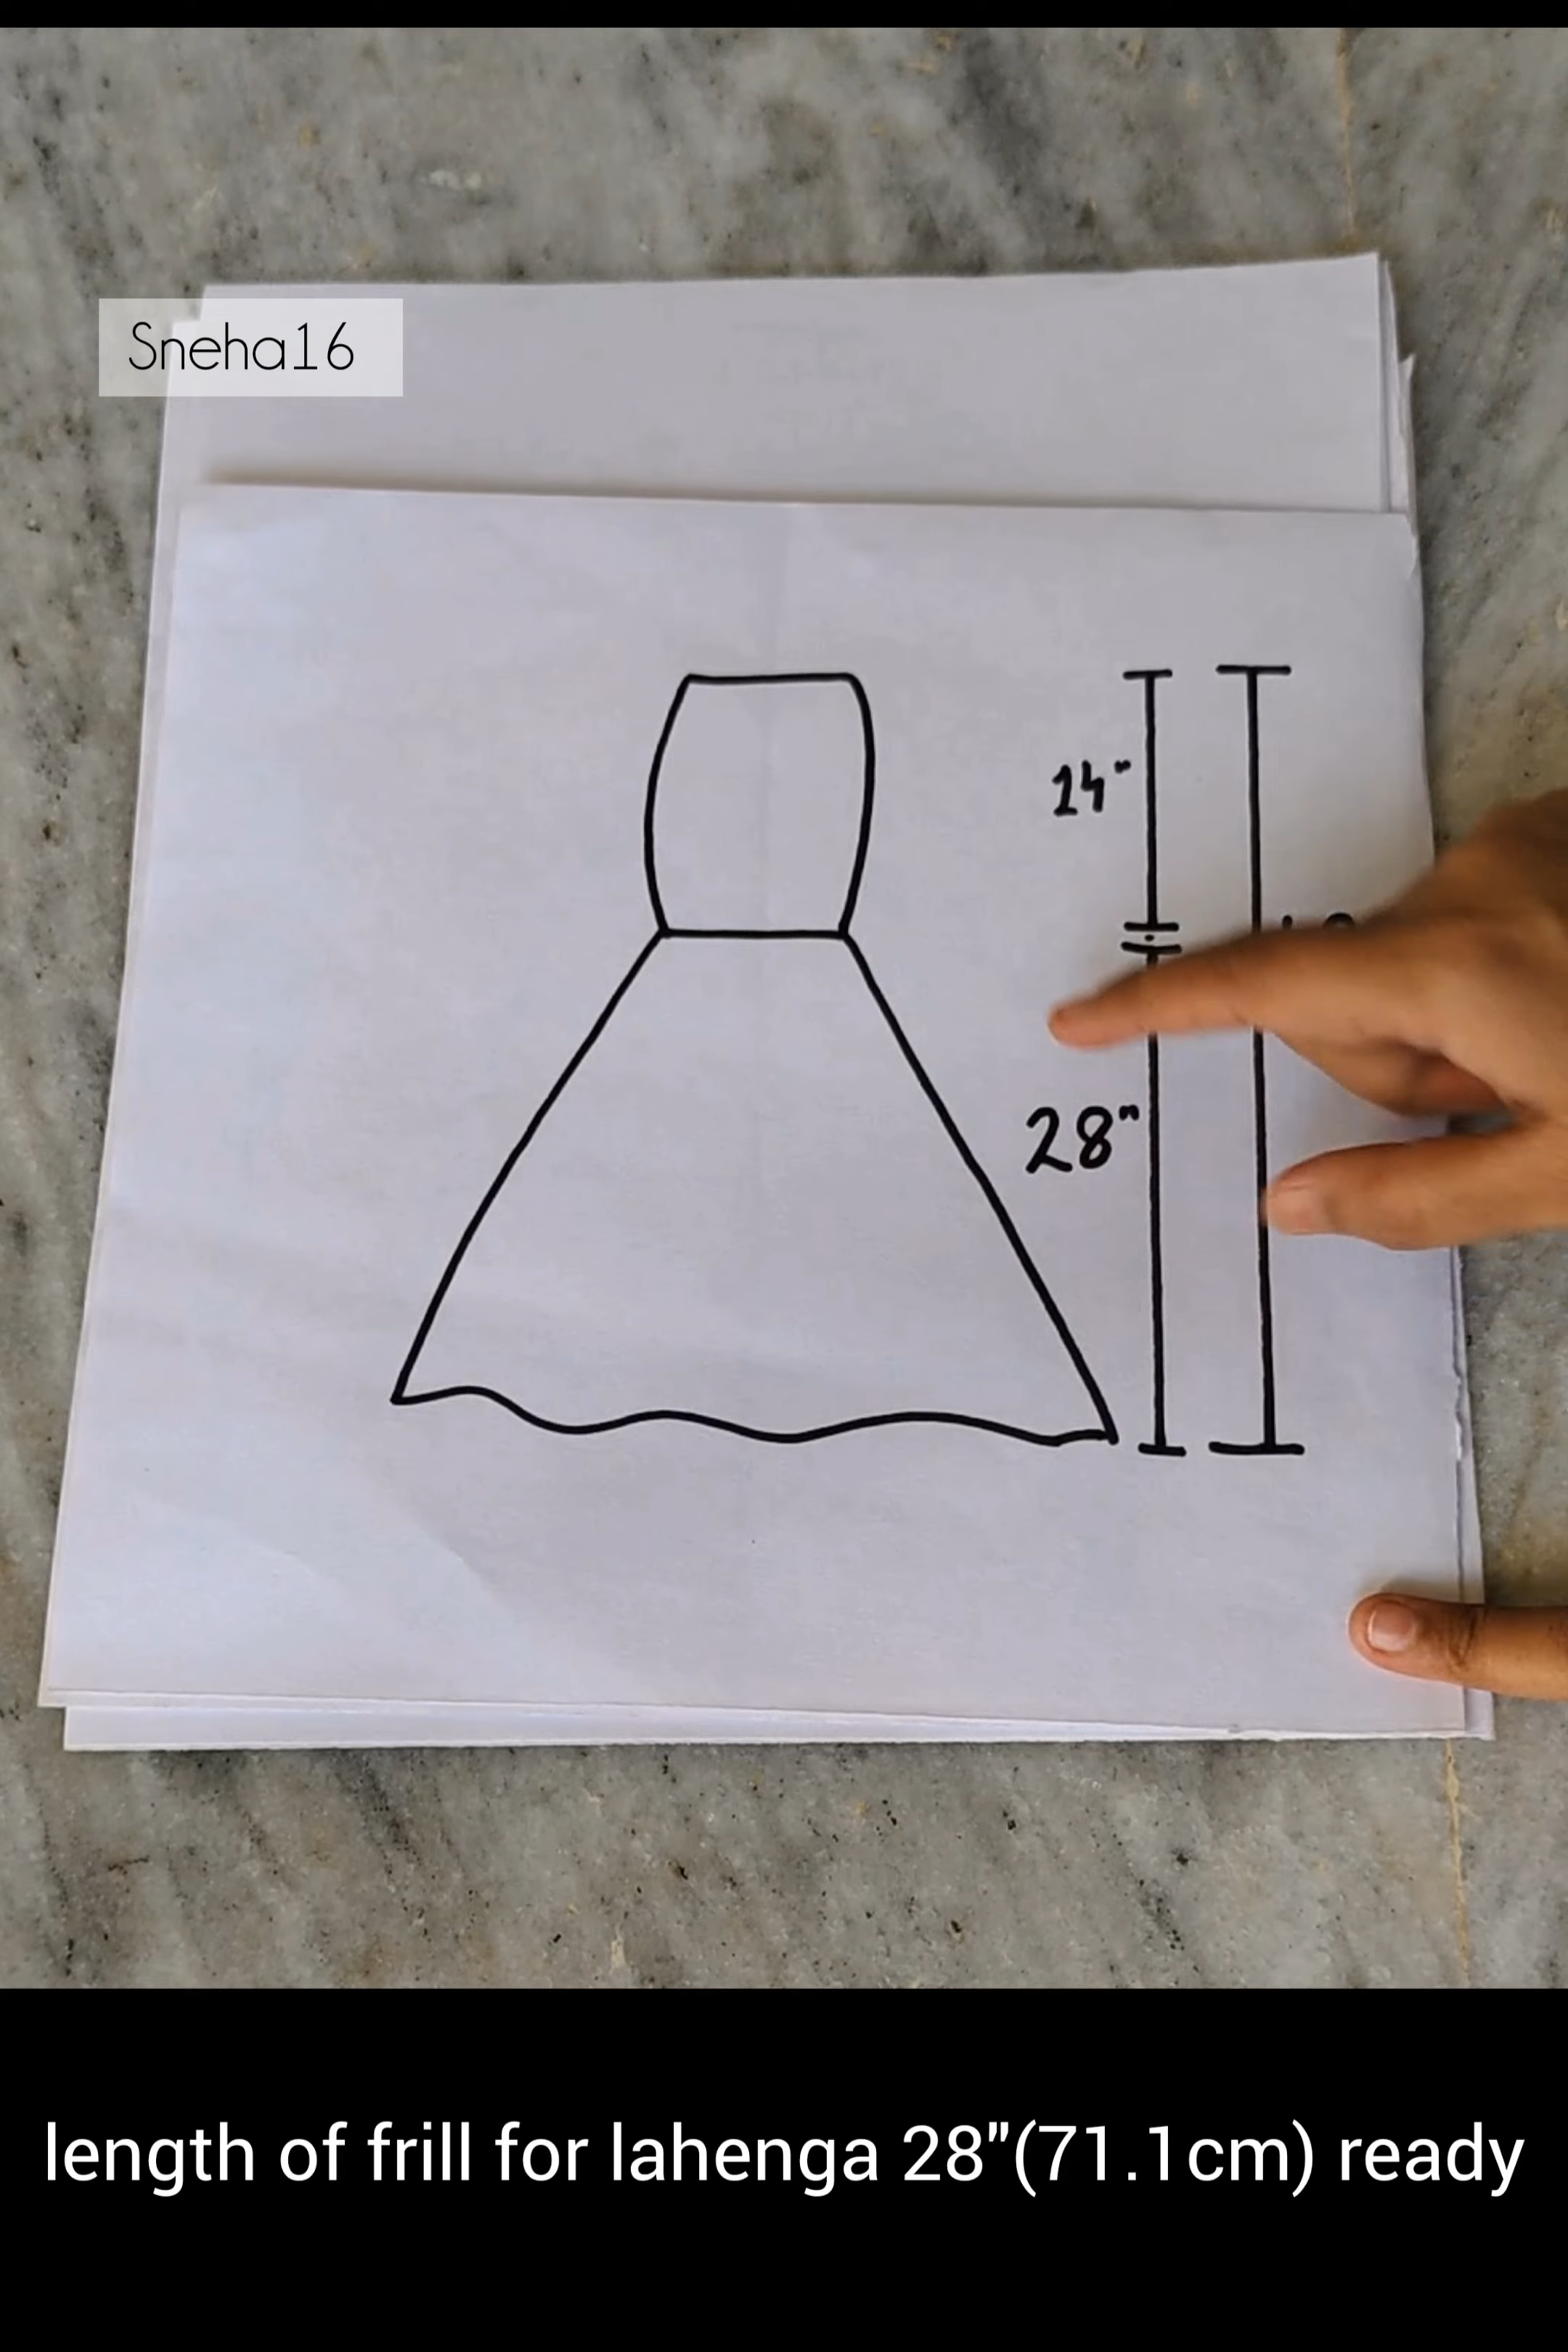 Sneha16
14"
28"
length of frill for lahenga 28"(71.1cm) ready